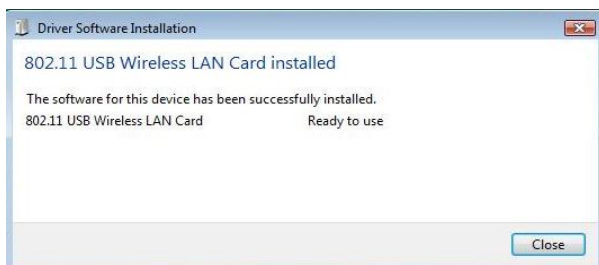 Driver Software Installation
802.11 USB Wireless LAN Card installed
The software for this device has been successfully installed.
802.11 USB Wireless LAN Card Ready to use
Close